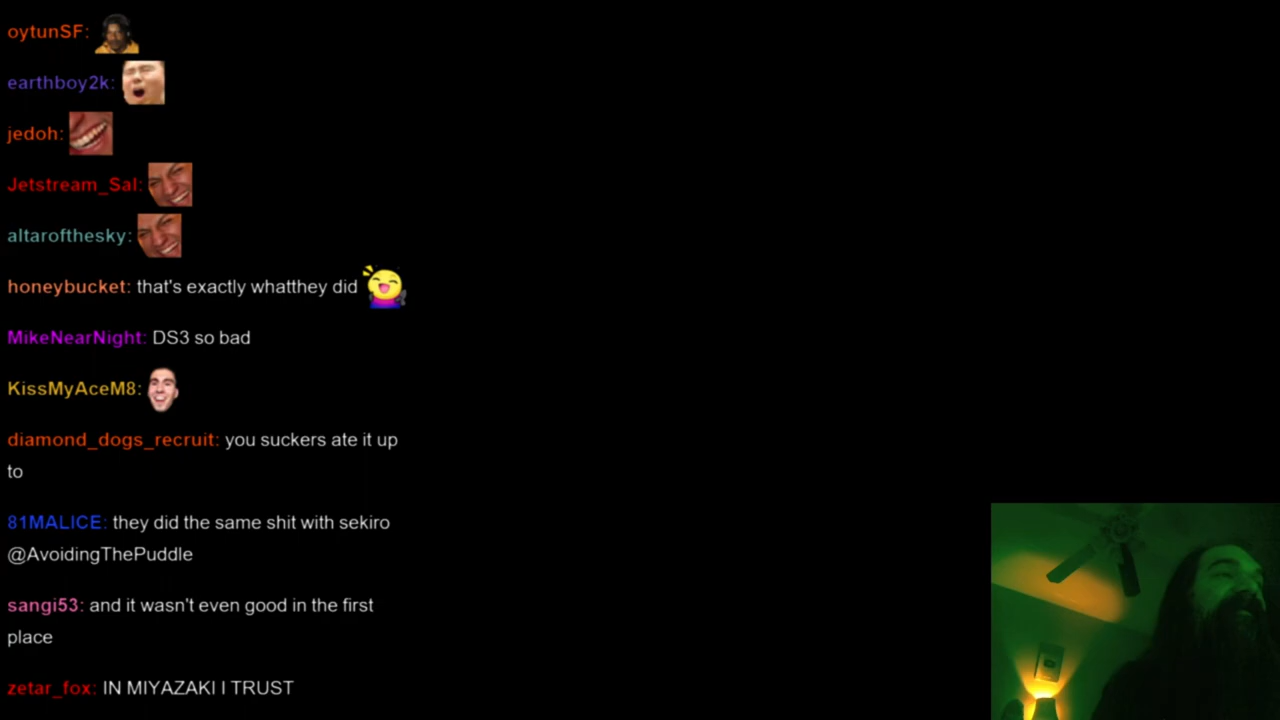 oytunSF:
earthboy2k:
jedoh:
Jetstream_Sal:
altarofthesky:
honeybucket: that's exactly whatthey did
MikeNearNight: DS3 so bad
KissMyAceM8:
diamond_dogs_recruit: you suckers ate it up
to
81MALICE: they did the same shit with sekiro
@AvoidingThePuddle
sangi53: and it wasn't even good in the first
place
zetar_fox: IN MIYAZAKI I TRUST